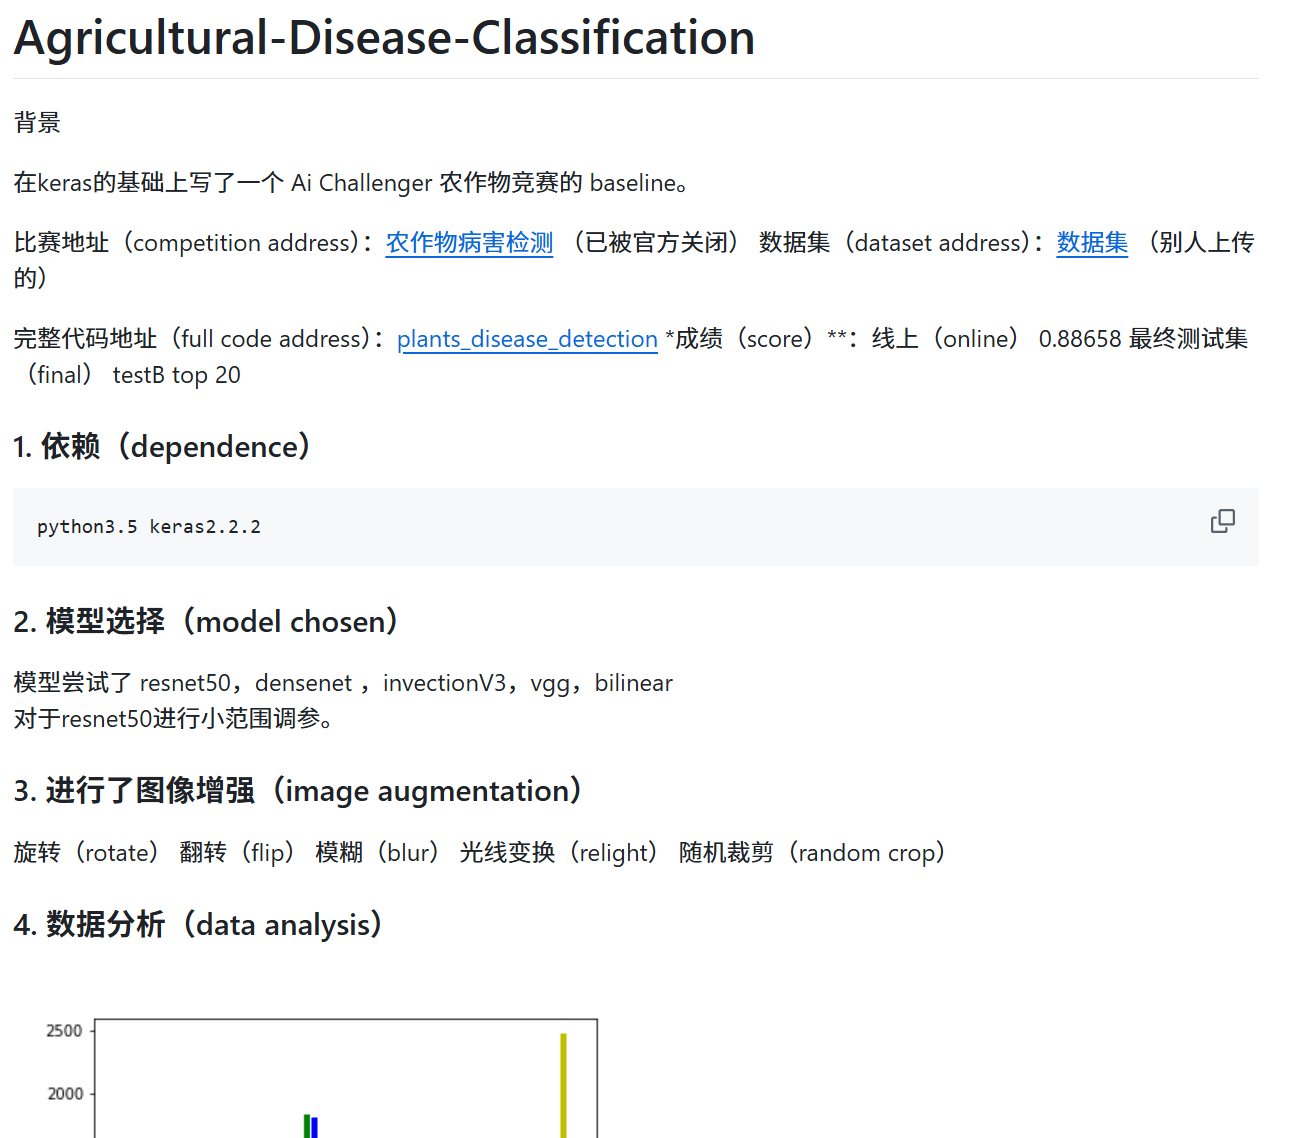 Agricultural-Disease-Classification
背景
在keras的基础上写了一个 Ai Challenger 农作物竞赛的 baseline。
比赛地址（competition address）：农作物病害检测 （已被官方关闭） 数据集（dataset address）：数据集 （别人上传
的）
完整代码地址（full code address）：plants_disease_detection *成绩（score）**：线上（online） 0.88658 最终测试集
（final） testB top 20
1. 依赖（dependence）
python3.5 keras2.2.2
2. 模型选择（model chosen）
模型尝试了 resnet50，densenet ，invectionV3，vgg，bilinear
对于resnet50进行小范围调参。
3. 进行了图像增强（image augmentation）
旋转（rotate） 翻转（flip） 模糊（blur） 光线变换（relight） 随机裁剪（random crop）
4. 数据分析（data analysis）
2500
2000